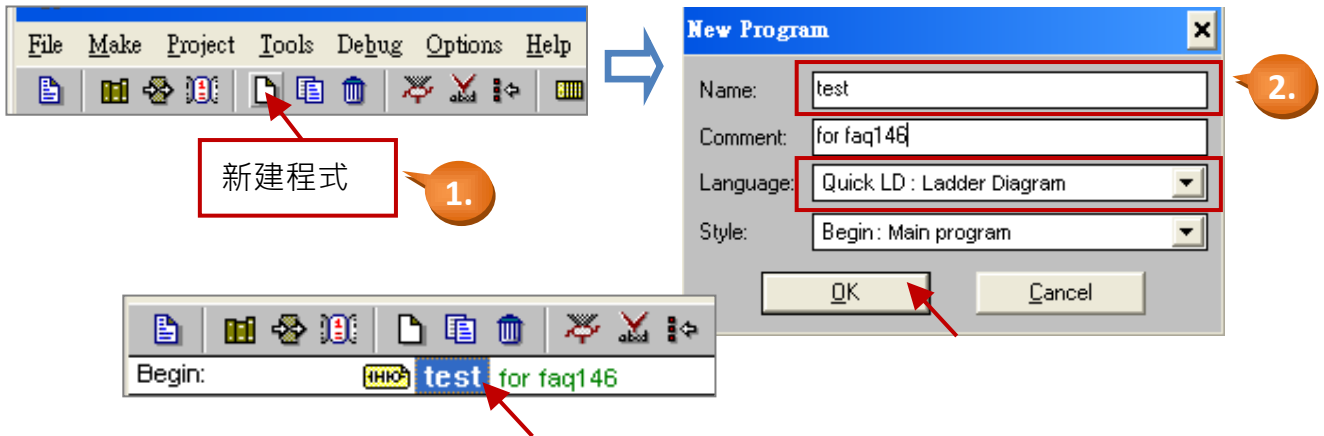 File Make Project Tools Debug Options Help
新建程式
1.
New Program
Name: test
Comment: for faq146
Language: Quick LD : Ladder Diagram
Style: Begin : Main program
OK Cancel
2.
Begin: test for faq146